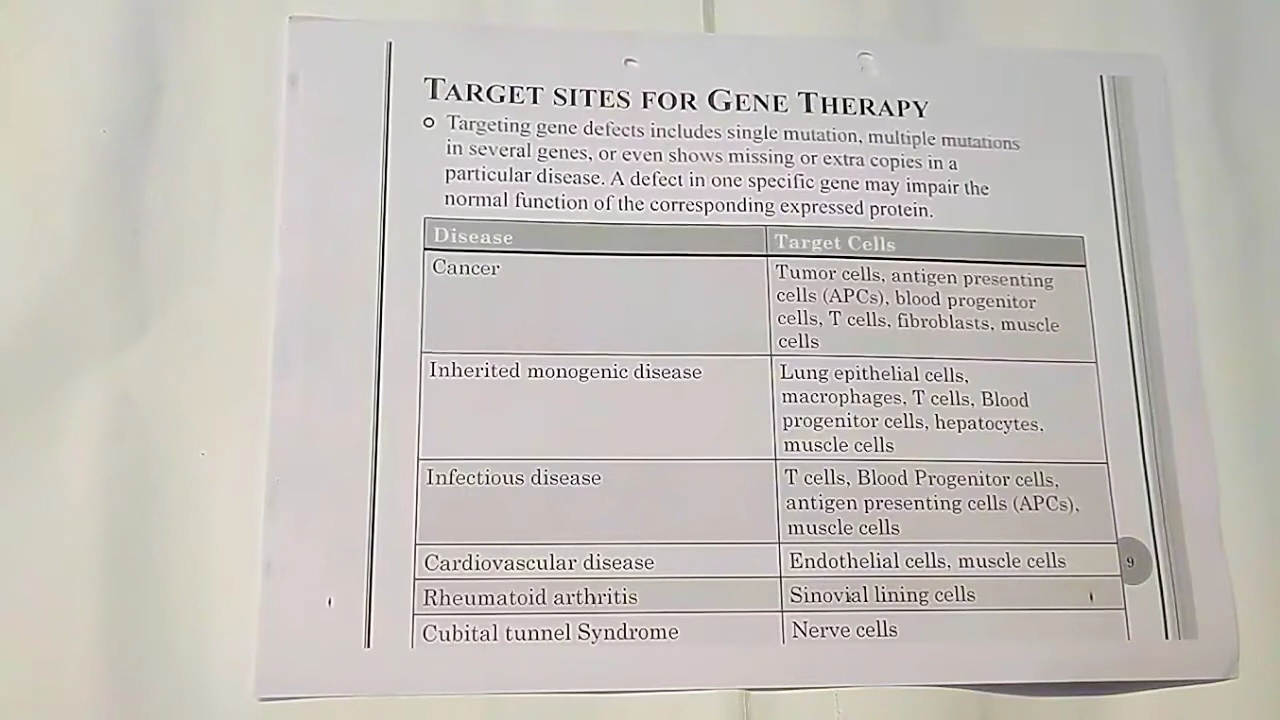 TARGET SITES FOR GENE THERAPY
Targeting gene defects includes single mutation, multiple mutations
in several genes, or even shows missing or extra copies in a
particular disease. A defect in one specific gene may impair the
normal function of the corresponding expressed protein.
Disease
Target Cells
Cancer
Tumor cells, antigen presenting
cells (APCs), blood progenitor
cells, T cells, fibroblasts, muscle
cells
Inherited monogenic disease
Lung epithelial cells,
macrophages, T cells, Blood
progenitor cells, hepatocytes,
muscle cells
Infectious disease
T cells, Blood Progenitor cells,
antigen presenting cells (APCs),
muscle cells
Cardiovascular disease
Endothelial cells, muscle cells
9
Rheumatoid arthritis
Sinovial lining cells
Cubital tunnel Syndrome
Nerve cells